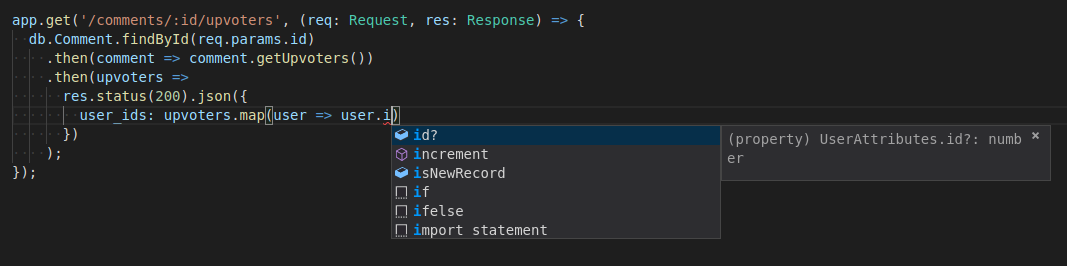 app.get('/comments/:id/upvoters', (req: Request, res: Response) => {
  db.Comment.findById(req.params.id)
    .then(comment => comment.getUpvoters())
    .then(upvoters =>
      res.status(200).json({
        user_ids: upvoters.map(user => user.i)
      })
    );
});
id?
increment
isNewRecord
if
ifelse
import statement
(property) UserAttributes.id?: numb
er
×